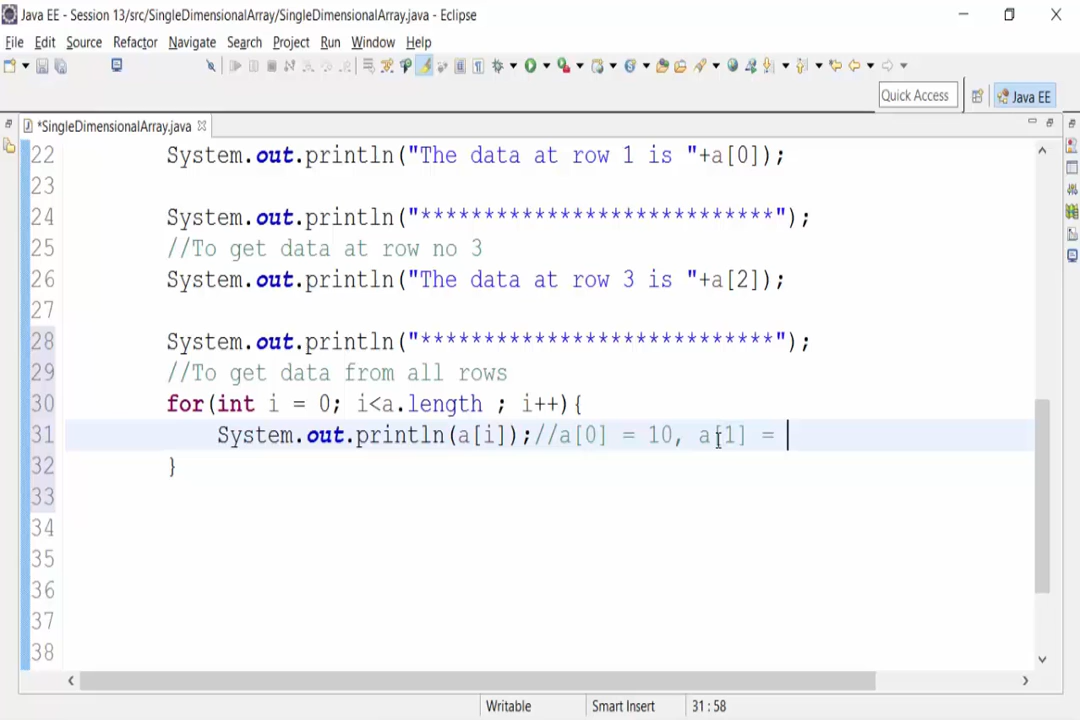 Java EE - Session 13/src/SingleDimensionalArray/SingleDimensionalArray.java - Eclipse
File Edit Source Refactor Navigate Search Project Run Window Help
Quick Access
Java EE
*SingleDimensionalArray.java
22 System.out.println("The data at row 1 is "+a[0]);
23
24 System.out.println("****************************");
25 //To get data at row no 3
26 System.out.println("The data at row 3 is "+a[2]);
27
28 System.out.println("****************************");
29 //To get data from all rows
30 for(int i = 0; i<a.length ; i++){
31 System.out.println(a[i]);//a[0] = 10, a[1] =
32 }
33
34
35
36
37
38
Writable Smart Insert 31 : 58